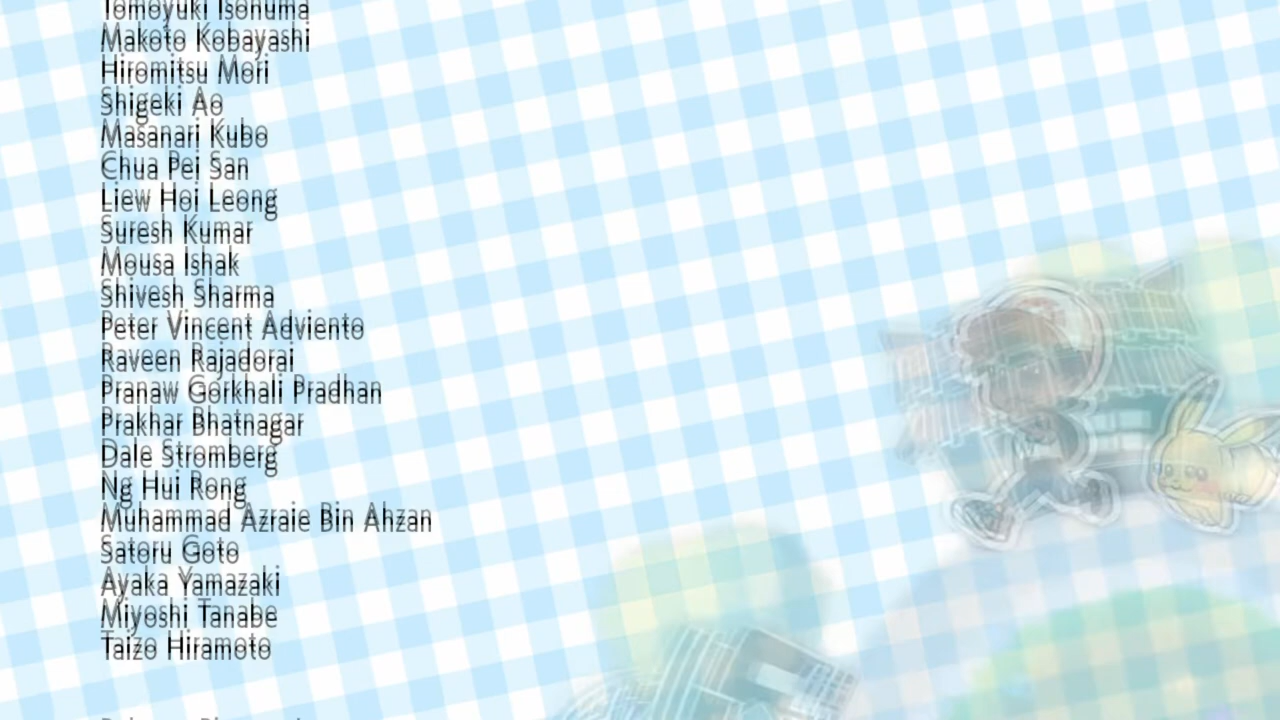 Tomoyuki Isonuma
Makoto Kobayashi
Hiromitsu Mori
Shigeki Ao
Masanari Kubo
Chua Pei San
Liew Hoi Leong
Suresh Kumar
Mousa Ishak
Shivesh Sharma
Peter Vincent Adviento
Raveen Rajadorai
Pranaw Gorkhali Pradhan
Prakhar Bhatnagar
Dale Stromberg
Ng Hui Rong
Muhammad Azraie Bin Ahzan
Satoru Goto
Ayaka Yamazaki
Miyoshi Tanabe
Taizo Hiramoto